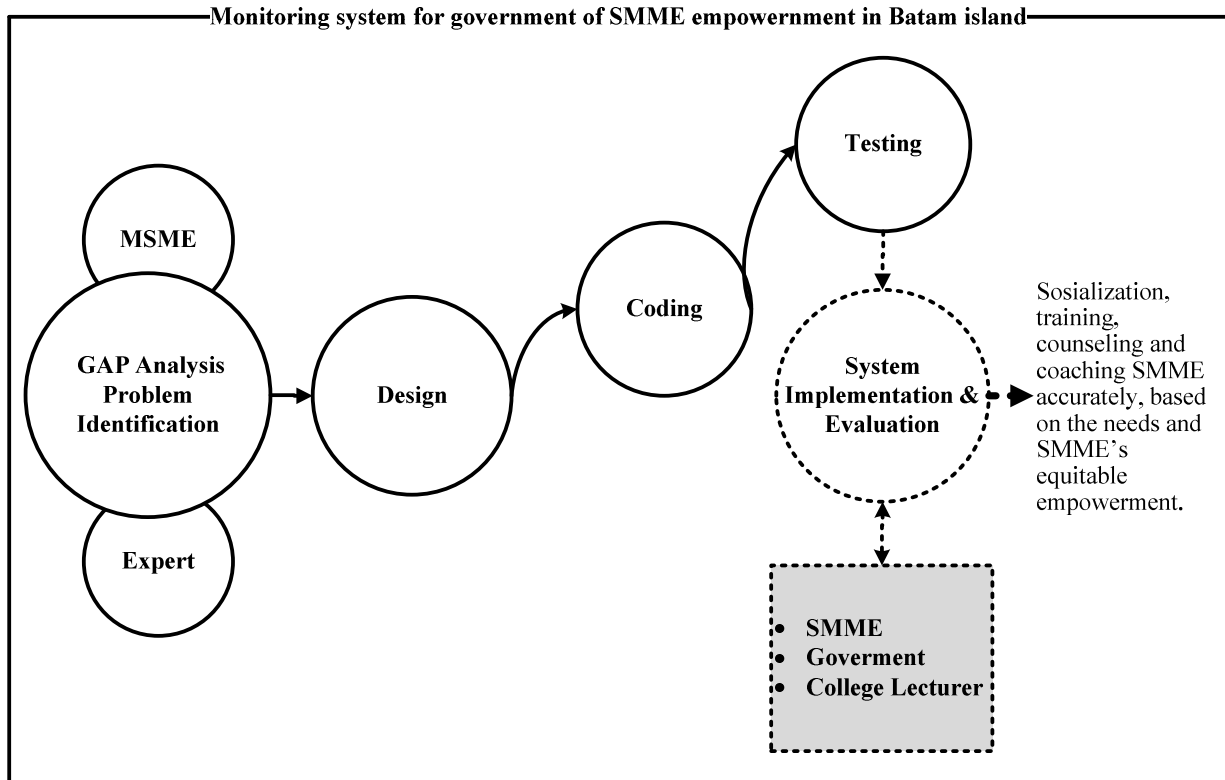 Monitoring system for government of SMME empowernment in Batam island
MSME
GAP Analysis
Problem
Identification
Expert
Design
Coding
Testing
System
Implementation &
Evaluation
Sosialization,
training,
counseling and
coaching SMME
accurately, based
on the needs and
SMME’s
equitable
empowerment.
• SMME
• Goverment
• College Lecturer